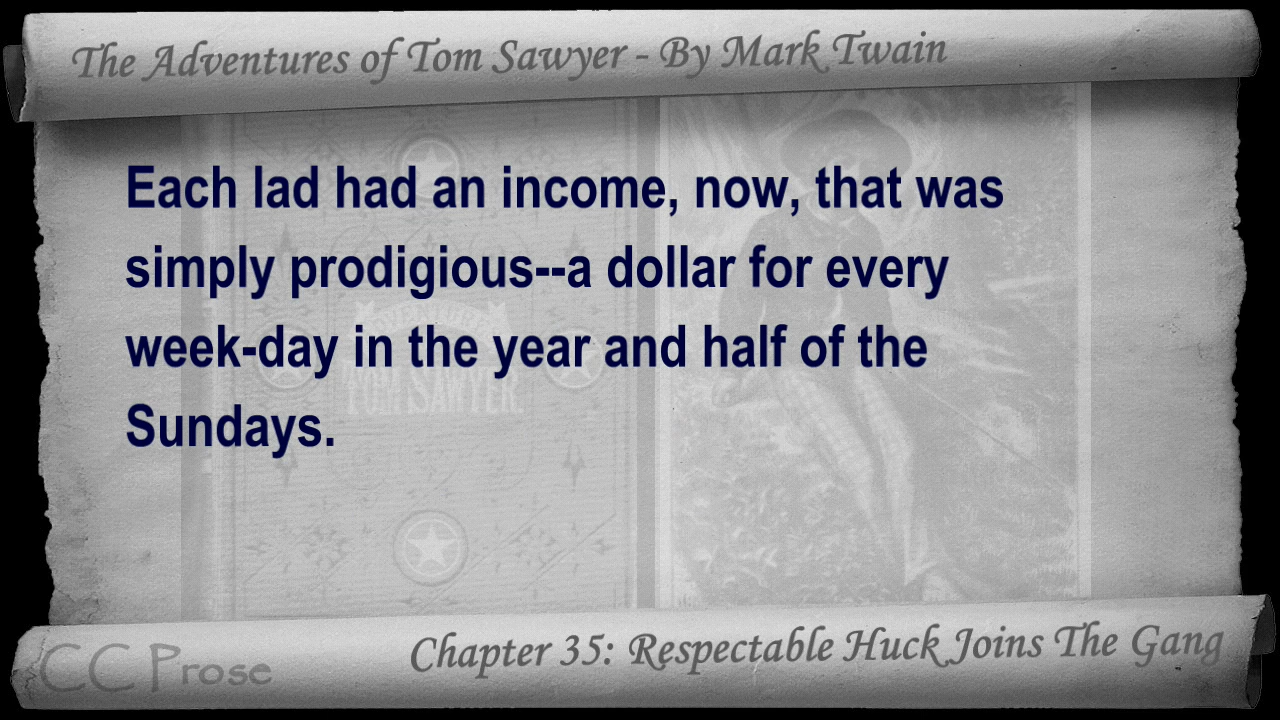 The Adventures of Tom Sawyer - By Mark Twain
Each lad had an income, now, that was
simply prodigious--a dollar for every
week-day in the year and half of the
Sundays.
TOM SAWYER.
CC Prose
Chapter 35: Respectable Huck Joins The Gang